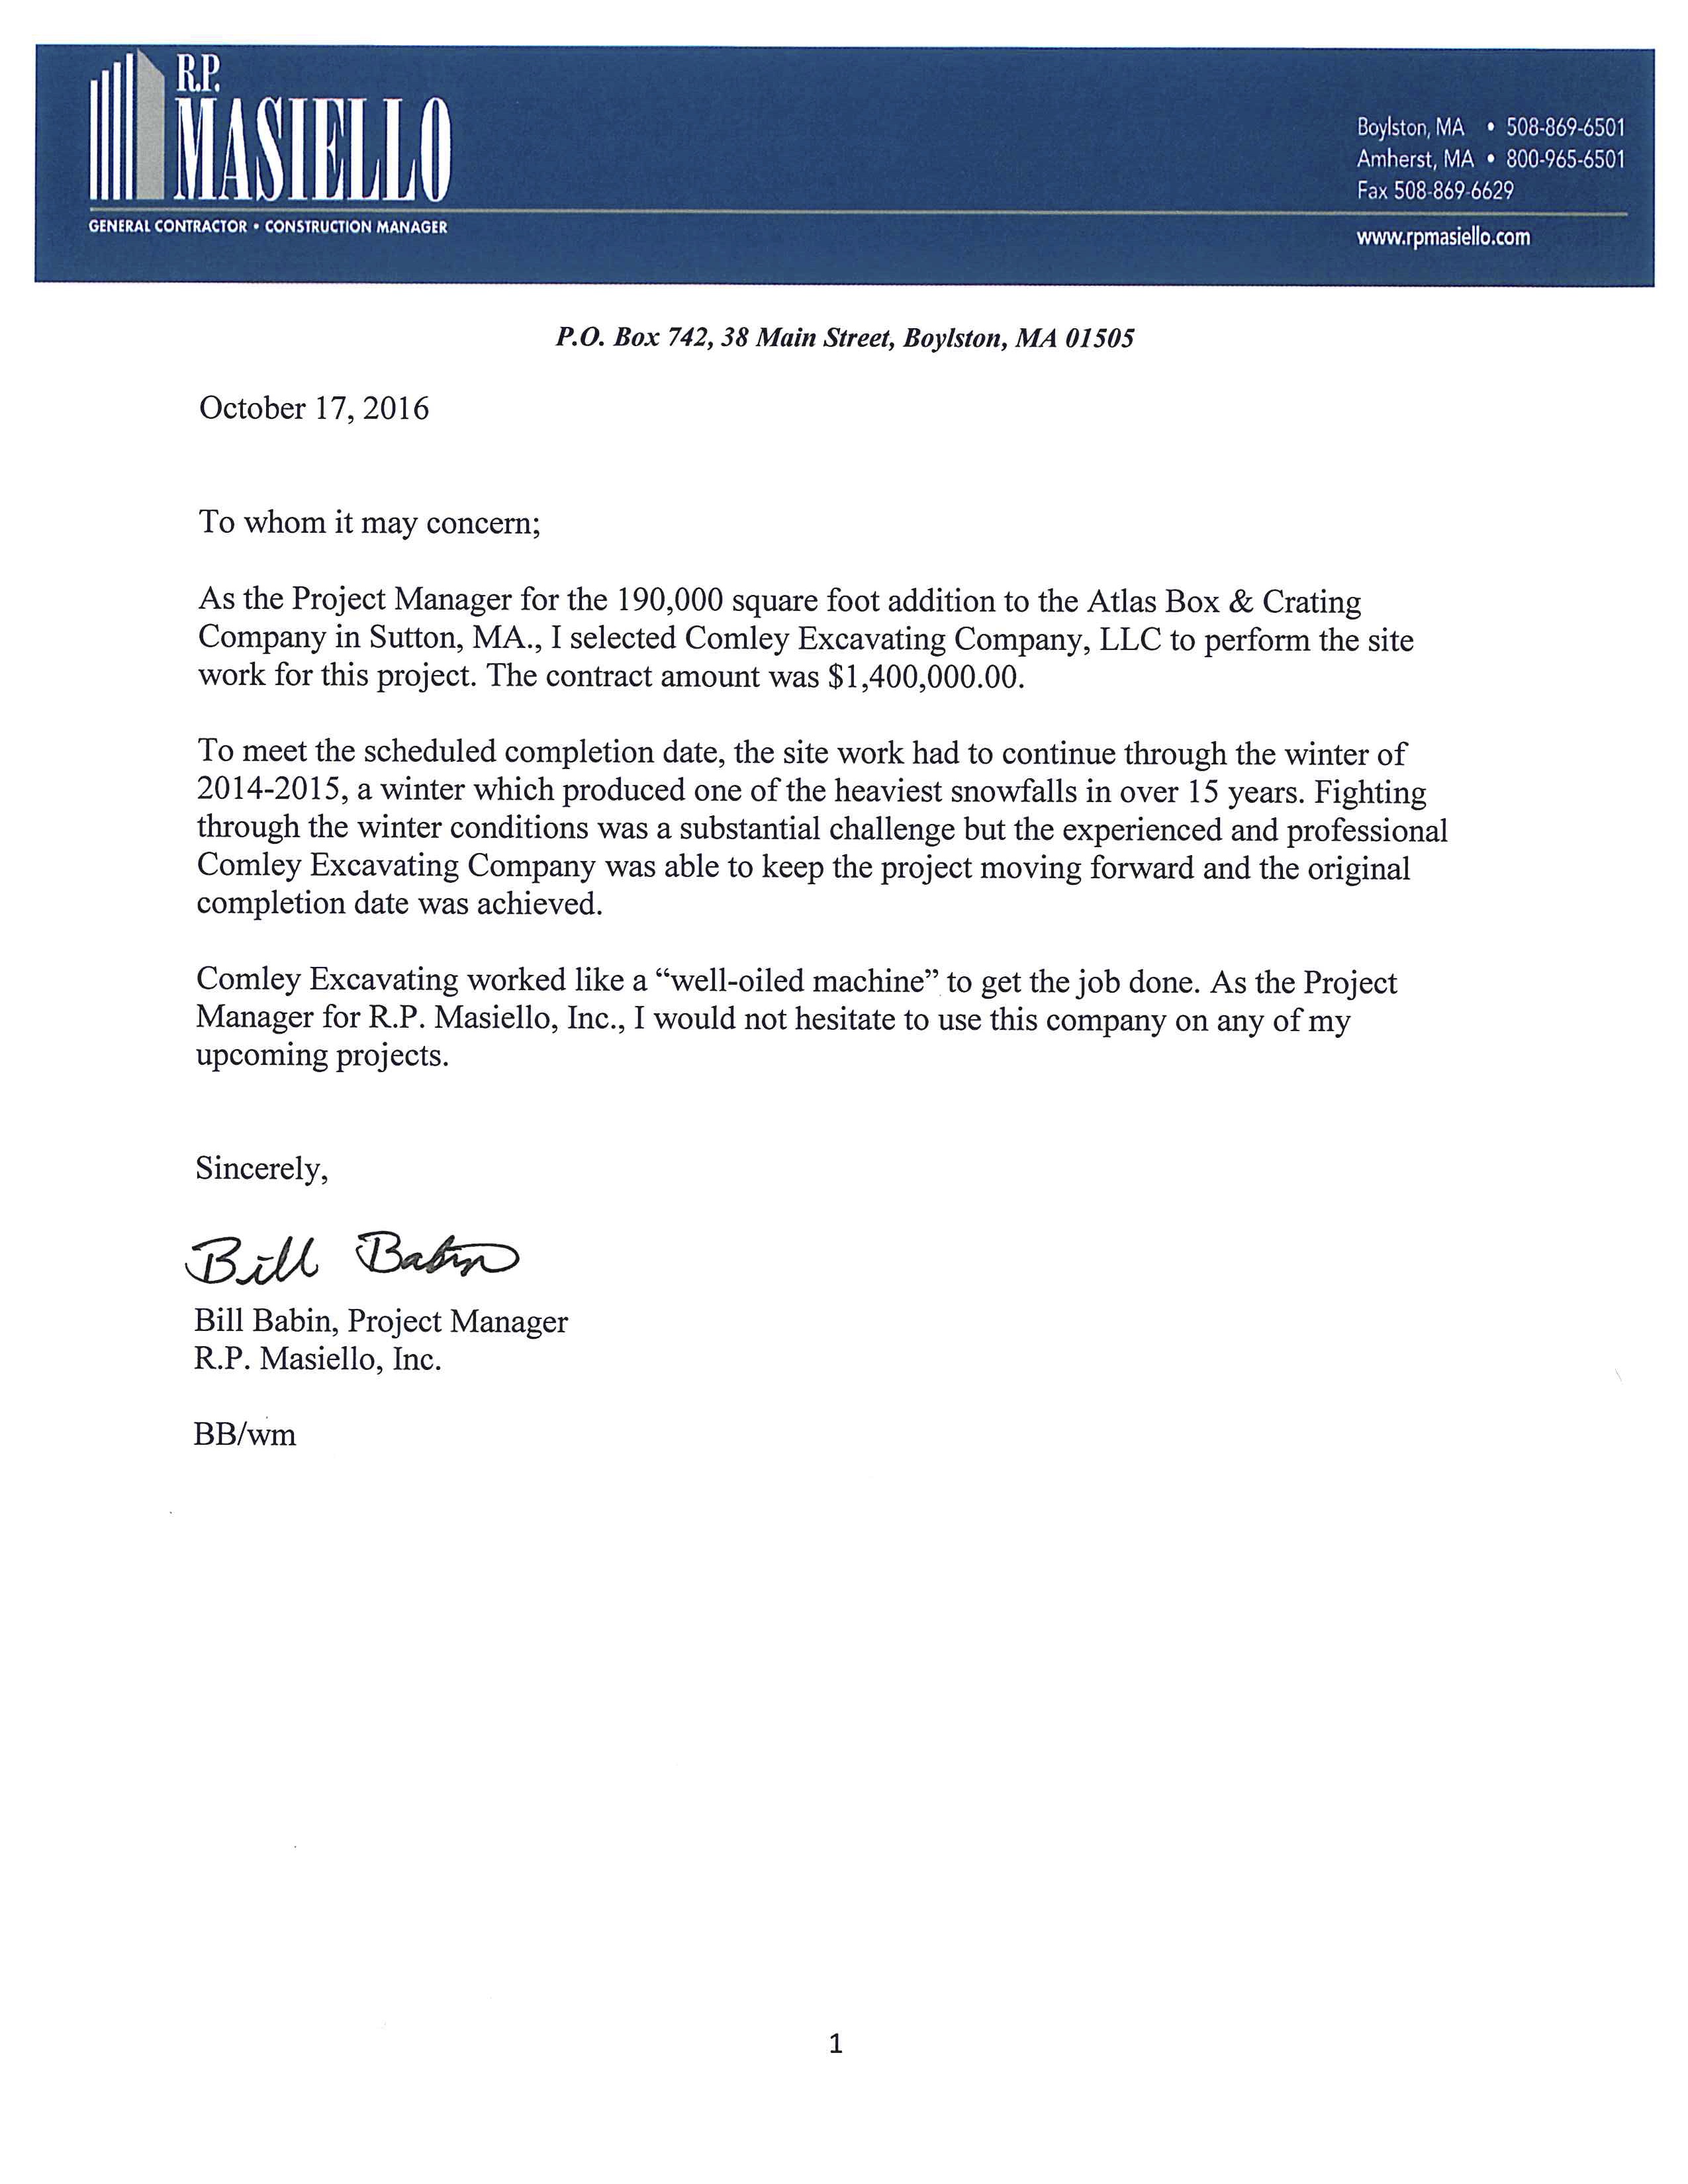 R.P.
MASIELLO
GENERAL CONTRACTOR • CONSTRUCTION MANAGER
Boylston, MA • 508-869-6501
Amherst, MA • 800-965-6501
Fax 508-869-6629
www.rpmasiello.com
P.O. Box 742, 38 Main Street, Boylston, MA 01505
October 17, 2016
To whom it may concern;
As the Project Manager for the 190,000 square foot addition to the Atlas Box & Crating
Company in Sutton, MA., I selected Comley Excavating Company, LLC to perform the site
work for this project. The contract amount was $1,400,000.00.
To meet the scheduled completion date, the site work had to continue through the winter of
2014-2015, a winter which produced one of the heaviest snowfalls in over 15 years. Fighting
through the winter conditions was a substantial challenge but the experienced and professional
Comley Excavating Company was able to keep the project moving forward and the original
completion date was achieved.
Comley Excavating worked like a “well-oiled machine” to get the job done. As the Project
Manager for R.P. Masiello, Inc., I would not hesitate to use this company on any of my
upcoming projects.
Sincerely,
Bill Babin
Bill Babin, Project Manager
R.P. Masiello, Inc.
BB/wm
1